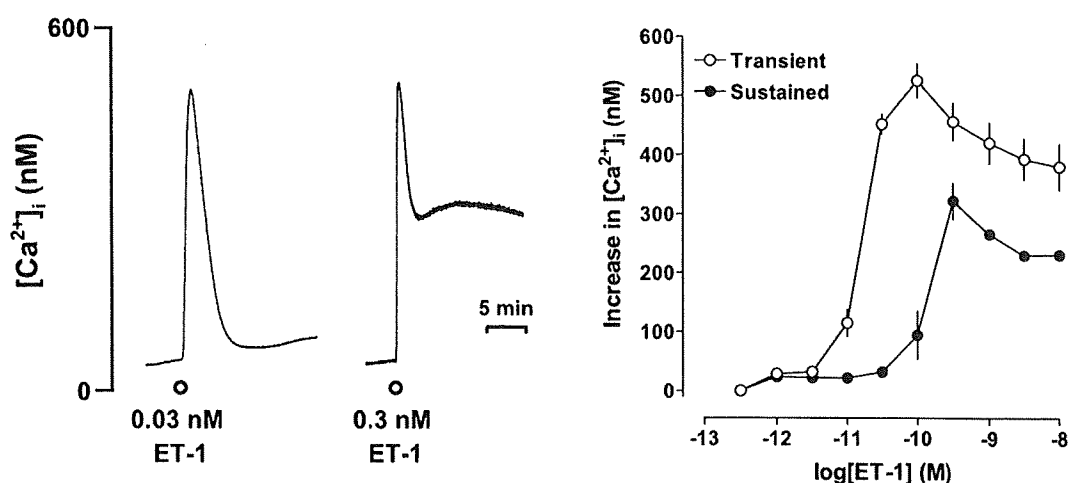 600
[Ca²⁺]ᵢ (nM)
0
0.03 nM
ET-1
0.3 nM
ET-1
5 min
600
500
400
300
200
100
0
Increase in [Ca²⁺]ᵢ (nM)
Transient
Sustained
-13 -12 -11 -10 -9 -8
log[ET-1] (M)